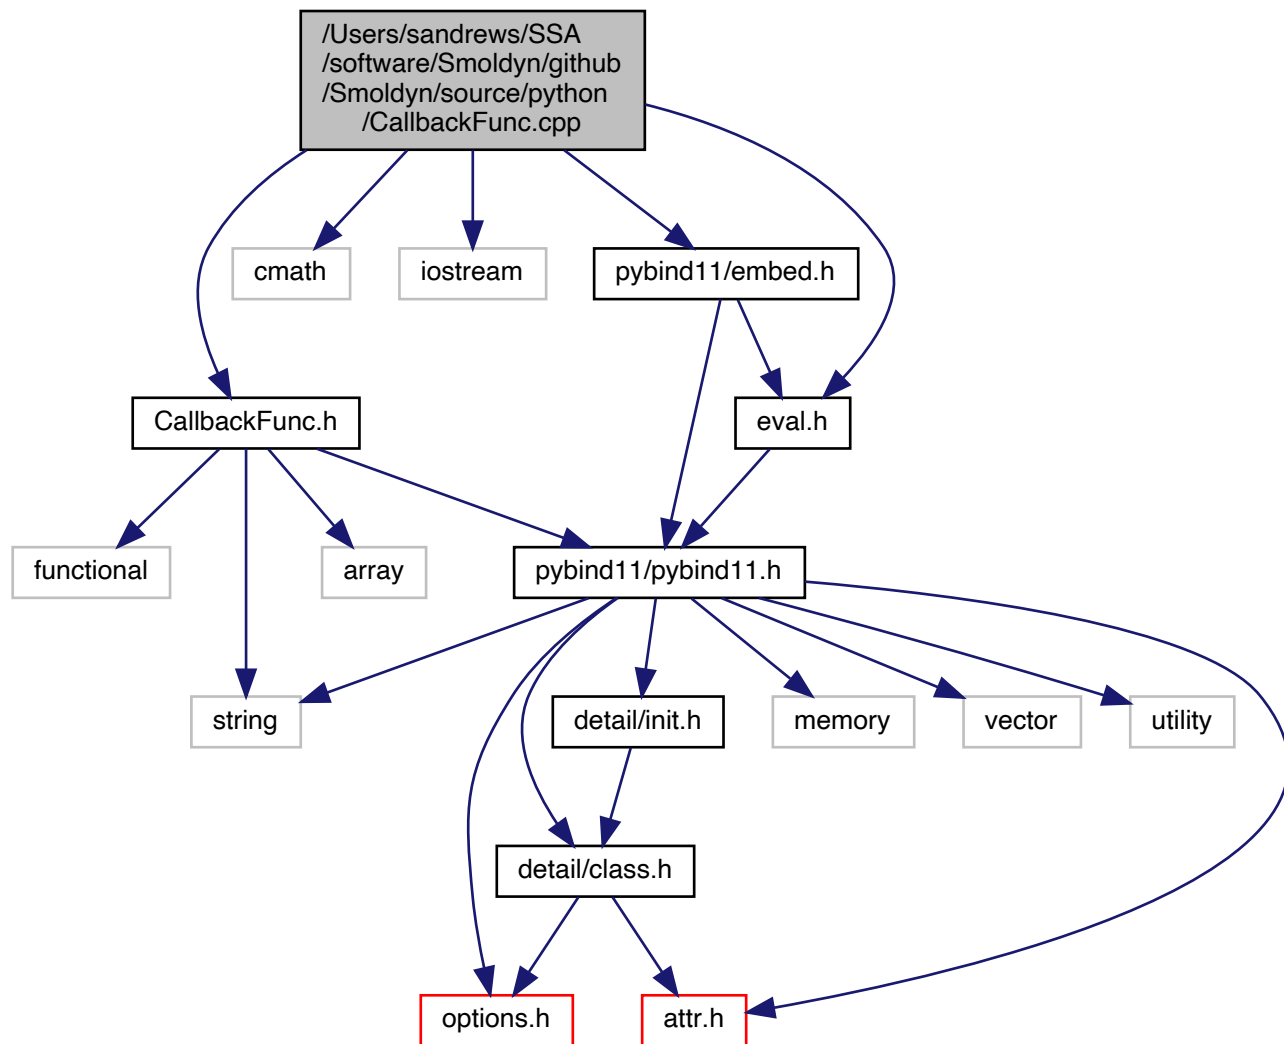 /Users/sandrews/SSA
/software/Smoldyn/github
/Smoldyn/source/python
/CallbackFunc.cpp
cmath
iostream
pybind11/embed.h
CallbackFunc.h
eval.h
functional
array
pybind11/pybind11.h
string
detail/init.h
memory
vector
utility
detail/class.h
options.h
attr.h